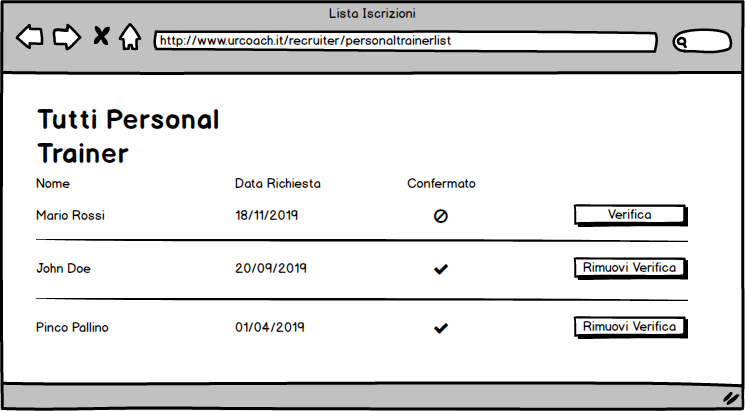 Lista Iscrizioni
http://www.urcoach.it/recruiter/personaltrainerlist
Tutti Personal
Trainer
Nome Data Richiesta Confermato
Mario Rossi 18/11/2019 Verifica
John Doe 20/09/2019 Rimuovi Verifica
Pinco Pallino 01/04/2019 Rimuovi Verifica